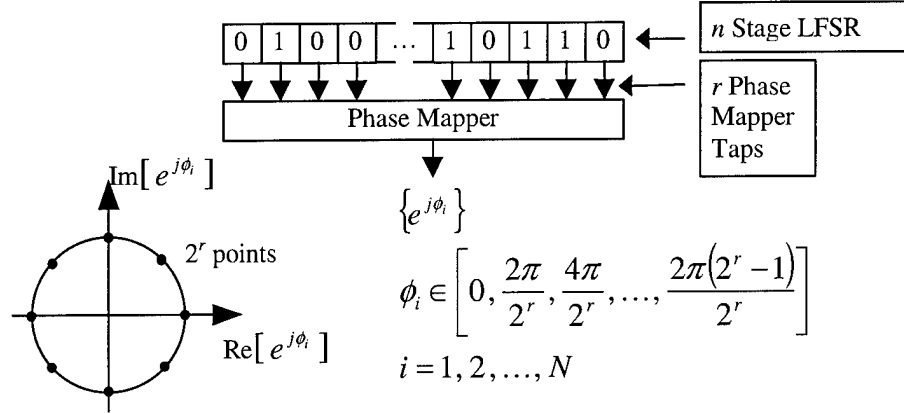 0 1 0 0 ... 1 0 1 1 0
n Stage LFSR
r Phase
Mapper
Taps
Phase Mapper
Im[ e^{jϕ_i} ]
{e^{jϕ_i}}
2^r points
ϕ_i ∈ [0, 2π/2^r, 4π/2^r, ..., 2π(2^r − 1)/2^r]
Re[ e^{jϕ_i} ]
i = 1, 2, ..., N